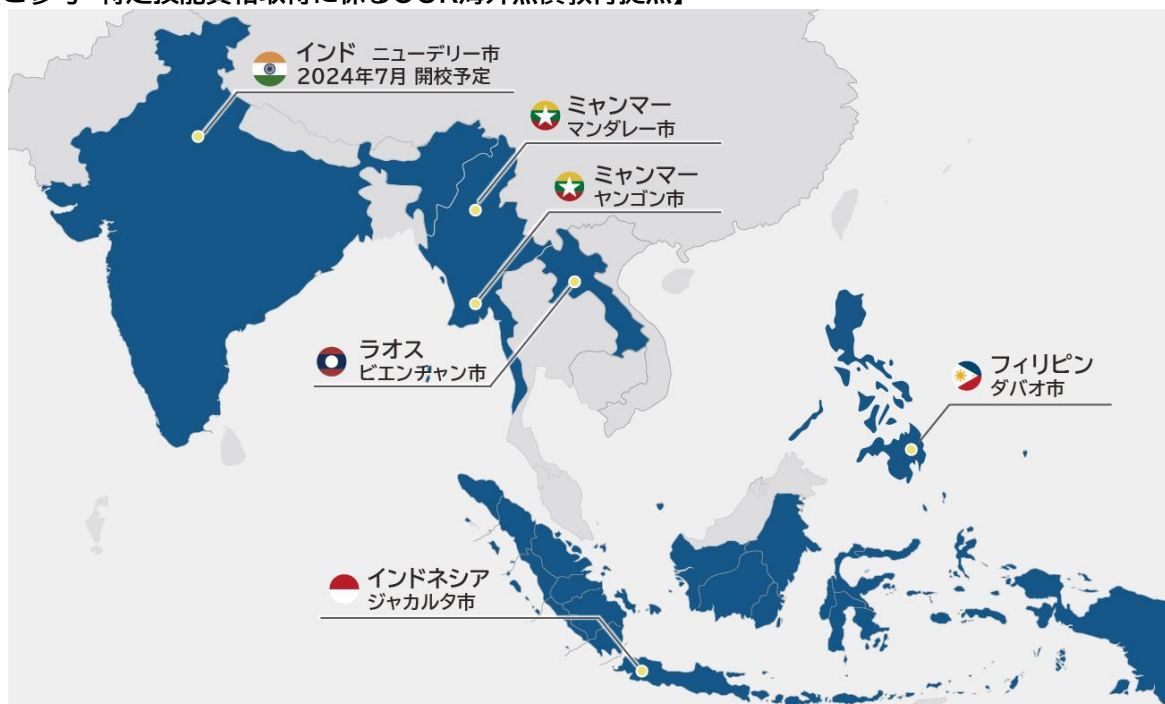 インド ニューデリー市
2024年7月 開校予定
ミャンマー
マンダレー市
ミャンマー
ヤンゴン市
ラオス
ビエンチャン市
フィリピン
ダバオ市
インドネシア
ジャカルタ市